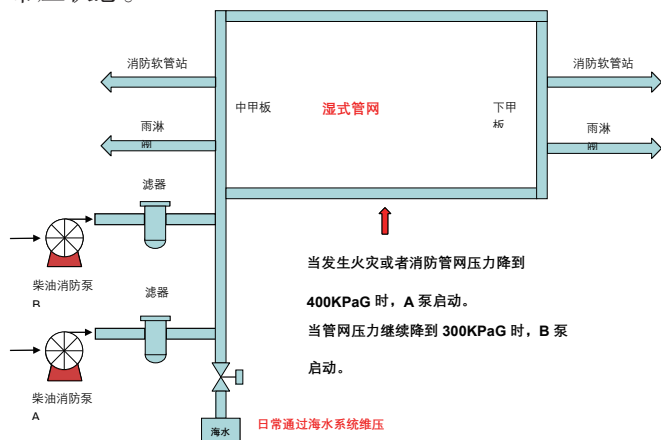 消防软管站
消防软管站
中甲板
湿式管网
下甲
板
雨淋
阀
雨淋
阀
滤器
柴油消防泵
B
滤器
当发生火灾或者消防管网压力降到
400KPaG 时，A 泵启动。
当管网压力继续降到 300KPaG 时，B 泵
启动。
柴油消防泵
A
海水
日常通过海水系统维压